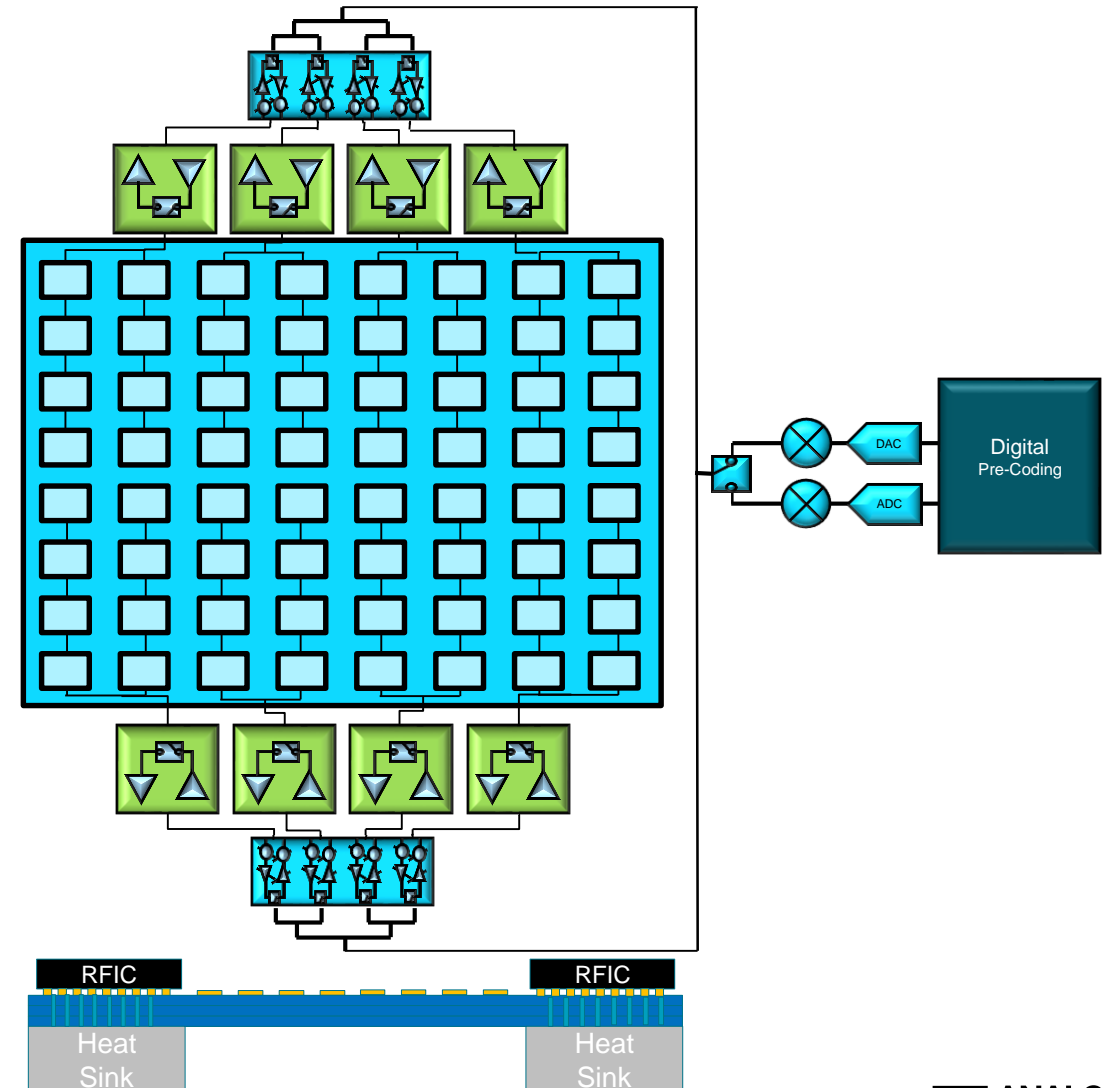 DAC
Digital
Pre-Coding
ADC
RFIC
RFIC
Heat
Sink
Heat
Sink